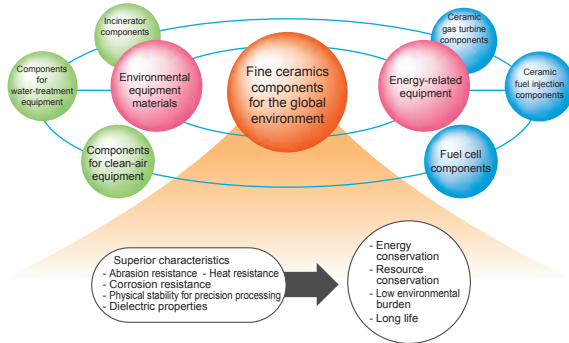 Incinerator
components
Components
for
water-treatment
equipment
Environmental
equipment
materials
Components
for clean-air
equipment
Fine ceramics
components
for the global
environment
Energy-related
equipment
Ceramic
gas turbine
components
Ceramic
fuel injection
components
Fuel cell
components
Superior characteristics
- Abrasion resistance - Heat resistance
- Corrosion resistance
- Physical stability for precision processing
- Dielectric properties
- Energy
conservation
- Resource
conservation
- Low environmental
burden
- Long life